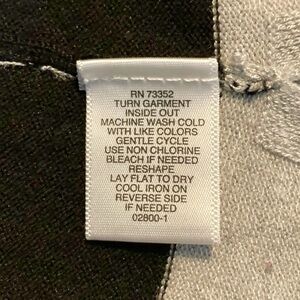 RN 73352
TURN GARMENT
INSIDE OUT
MACHINE WASH COLD
WITH LIKE COLORS
GENTLE CYCLE
USE NON CHLORINE
BLEACH IF NEEDED
RESHAPE
LAY FLAT TO DRY
COOL IRON ON
REVERSE SIDE
IF NEEDED
02800-1